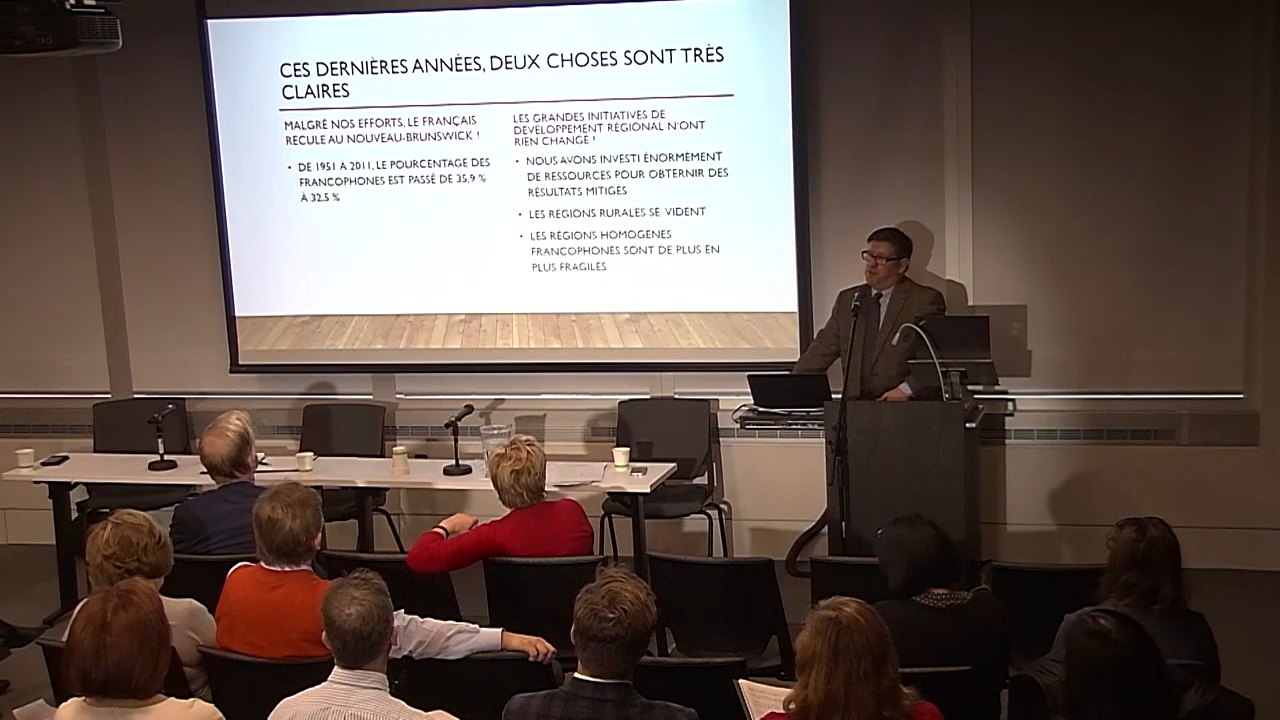 CES DERNIÈRES ANNÉES, DEUX CHOSES SONT TRÈS
CLAIRES
MALGRÉ NOS EFFORTS, LE FRANÇAIS
RECULE AU NOUVEAU-BRUNSWICK !
• DE 1951 À 2011, LE POURCENTAGE DES
FRANCOPHONES EST PASSÉ DE 35,9 %
À 32,5 %
LES GRANDES INITIATIVES DE
DÉVELOPPEMENT RÉGIONAL N'ONT
RIEN CHANGÉ !
• NOUS AVONS INVESTI ÉNORMÉMENT
DE RESSOURCES POUR OBTERNIR DES
RÉSULTATS MITIGÉS
• LES RÉGIONS RURALES SE VIDENT
• LES RÉGIONS HOMOGÈNES
FRANCOPHONES SONT DE PLUS EN
PLUS FRAGILES